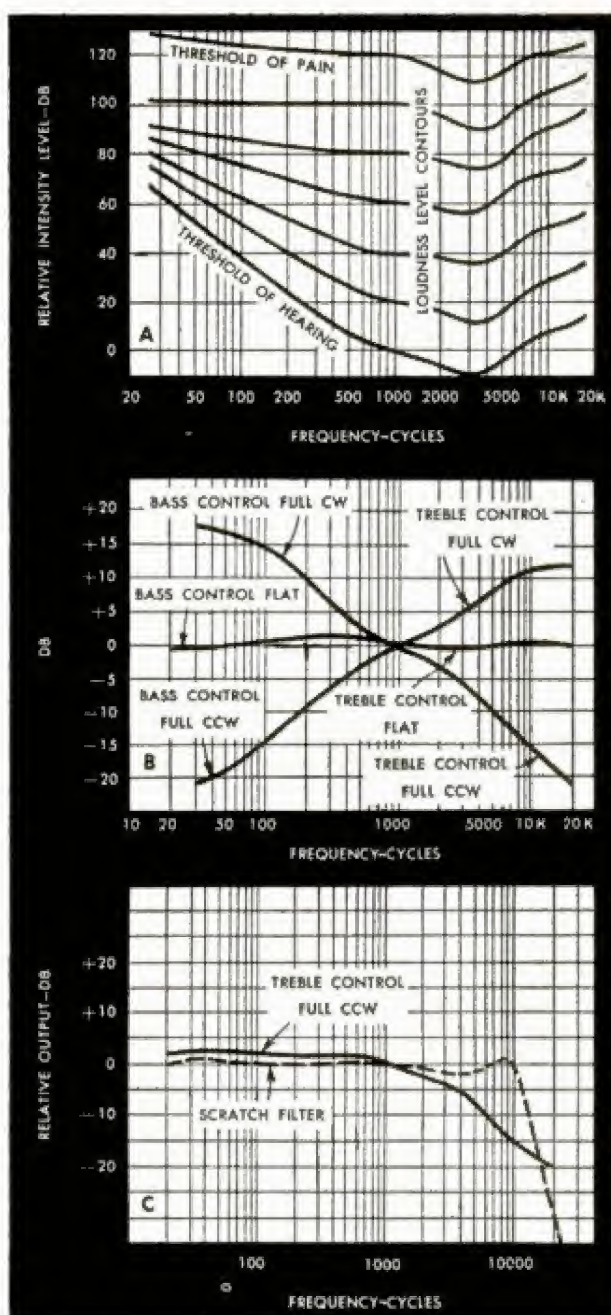 RELATIVE INTENSITY LEVEL–DB
120
100
80
60
40
20
0
THRESHOLD OF PAIN
LOUDNESS LEVEL CONTOURS
THRESHOLD OF HEARING
A
20 50 100 200 500 1000 2000 5000 10K 20K
FREQUENCY–CYCLES
DB
+20
+15
+10
+5
0
−5
−10
−15
−20
BASS CONTROL FULL CW
TREBLE CONTROL
FULL CW
BASS CONTROL FLAT
BASS CONTROL
FULL CCW
TREBLE CONTROL
FLAT
TREBLE CONTROL
FULL CCW
B
10 20 50 100 1000 5000 10K 20K
FREQUENCY–CYCLES
RELATIVE OUTPUT–DB
+20
+10
0
−10
−20
TREBLE CONTROL
FULL CCW
SCRATCH FILTER
C
100 1000 10000
FREQUENCY–CYCLES